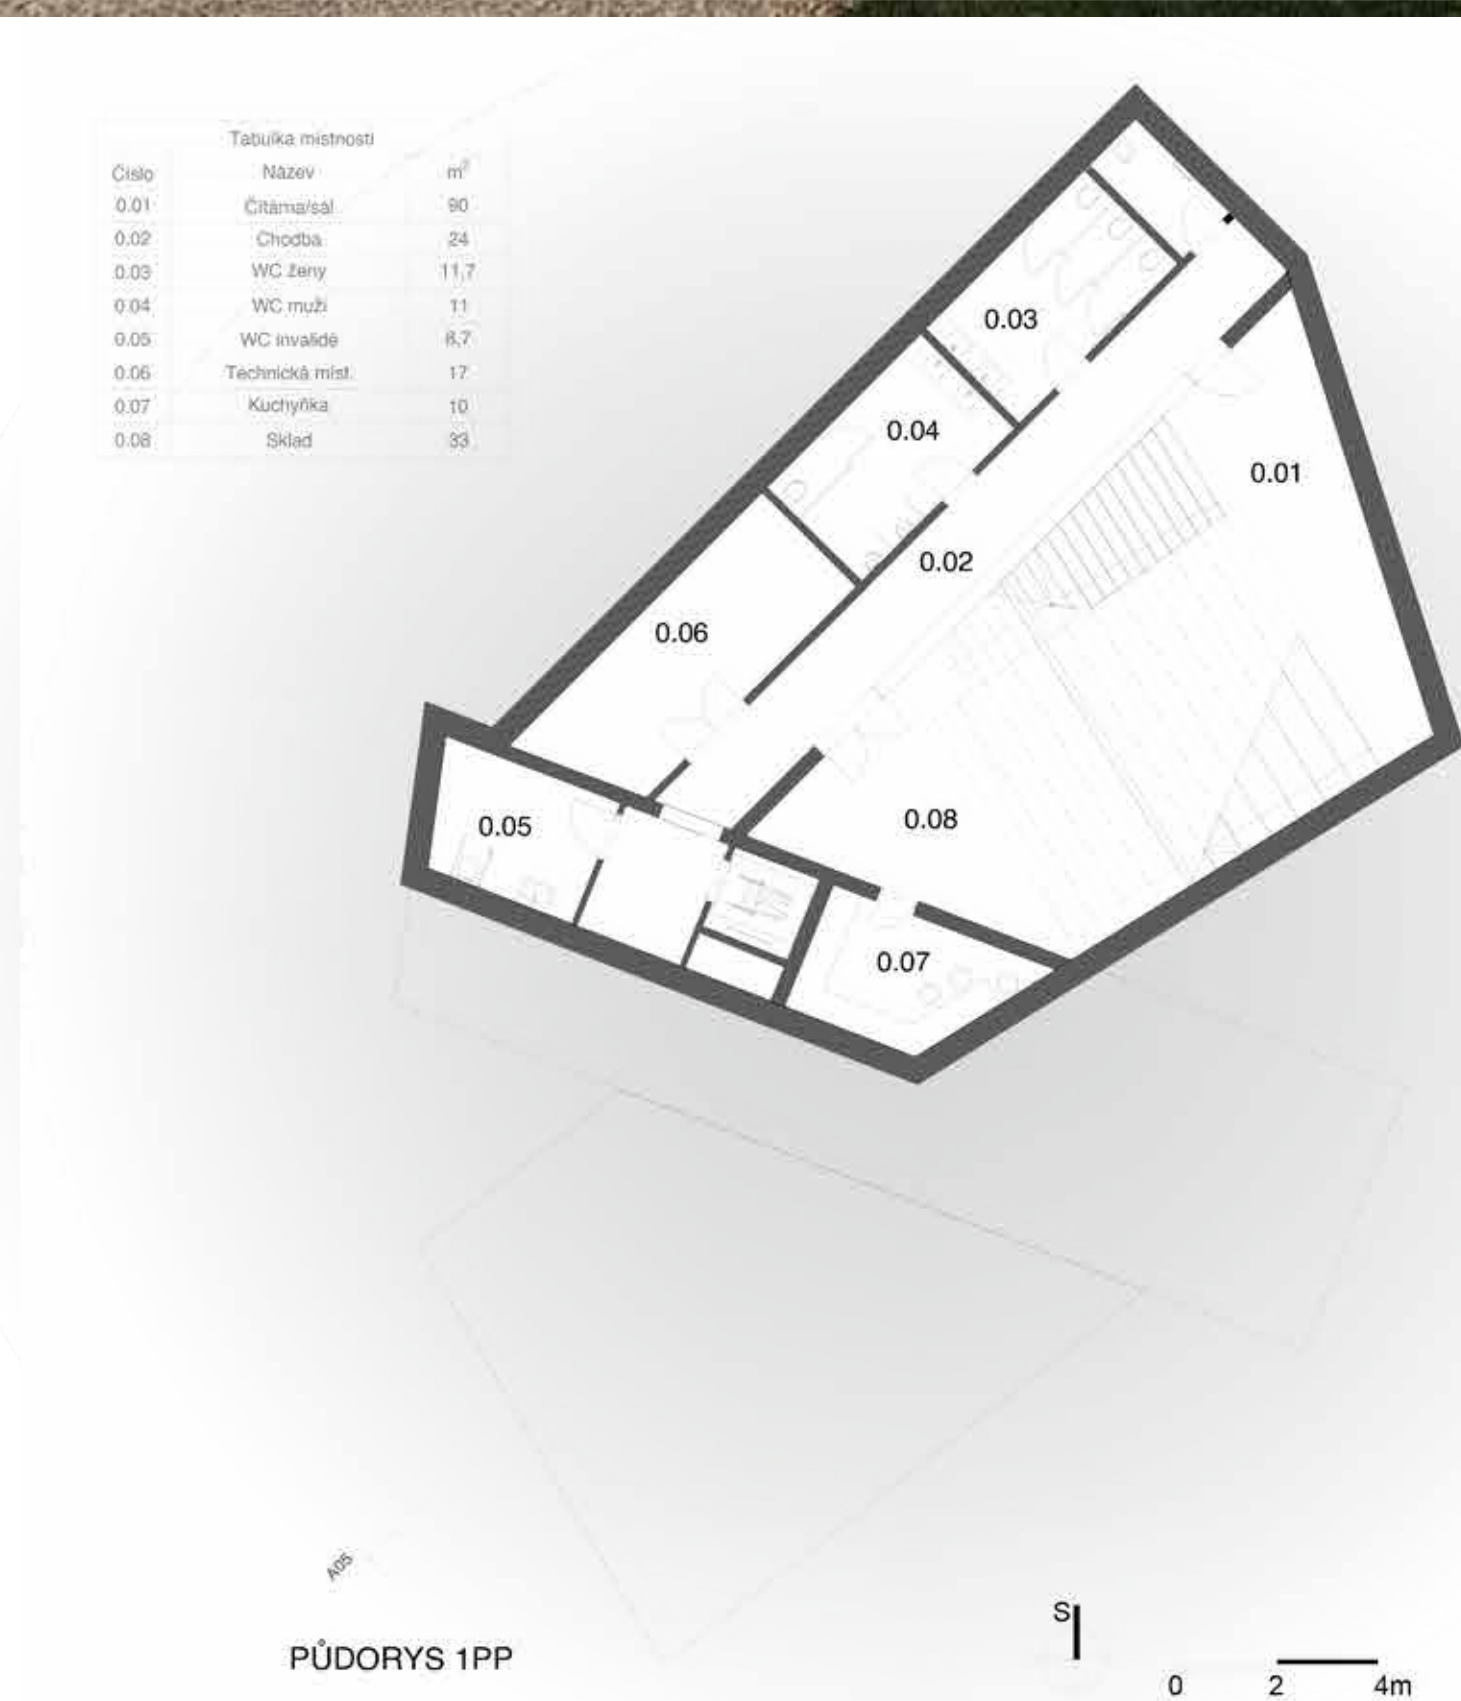 Tabulka místností
Číslo Název m²
0.01 Čítárna/sál 90
0.02 Chodba 24
0.03 WC ženy 11,7
0.04 WC muži 11
0.05 WC invalidé 8,7
0.06 Technická míst. 17
0.07 Kuchyňka 10
0.08 Sklad 33
0.03
0.04
0.01
0.02
0.06
0.05
0.08
0.07
A05
PŮDORYS 1PP
S
0 2 4m